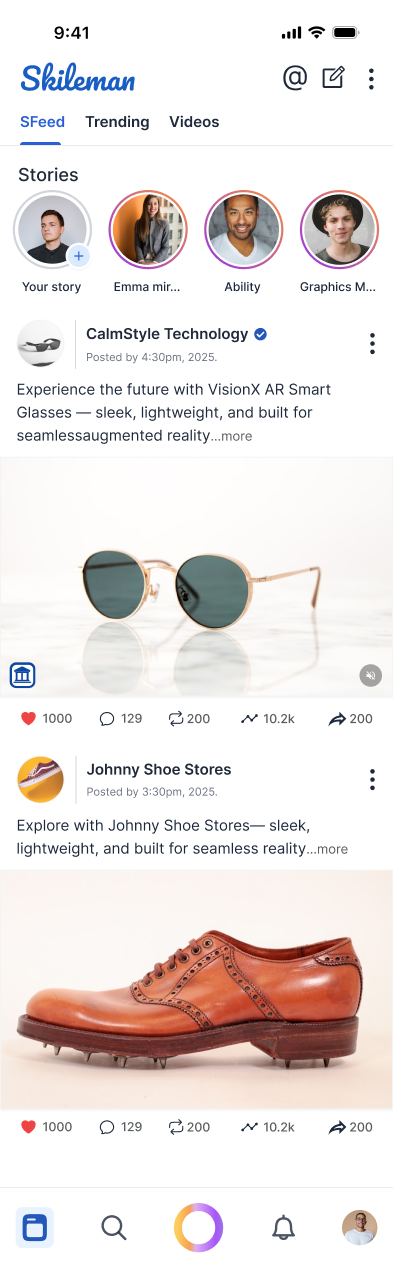 9:41
Skileman
SFeed Trending Videos
Stories
Your story Emma mir... Ability Graphics M...
CalmStyle Technology
Posted by 4:30pm, 2025.
Experience the future with VisionX AR Smart
Glasses — sleek, lightweight, and built for
seamlessaugmented reality...more
1000 129 200 10.2k 200
Johnny Shoe Stores
Posted by 3:30pm, 2025.
Explore with Johnny Shoe Stores— sleek,
lightweight, and built for seamless reality...more
1000 129 200 10.2k 200